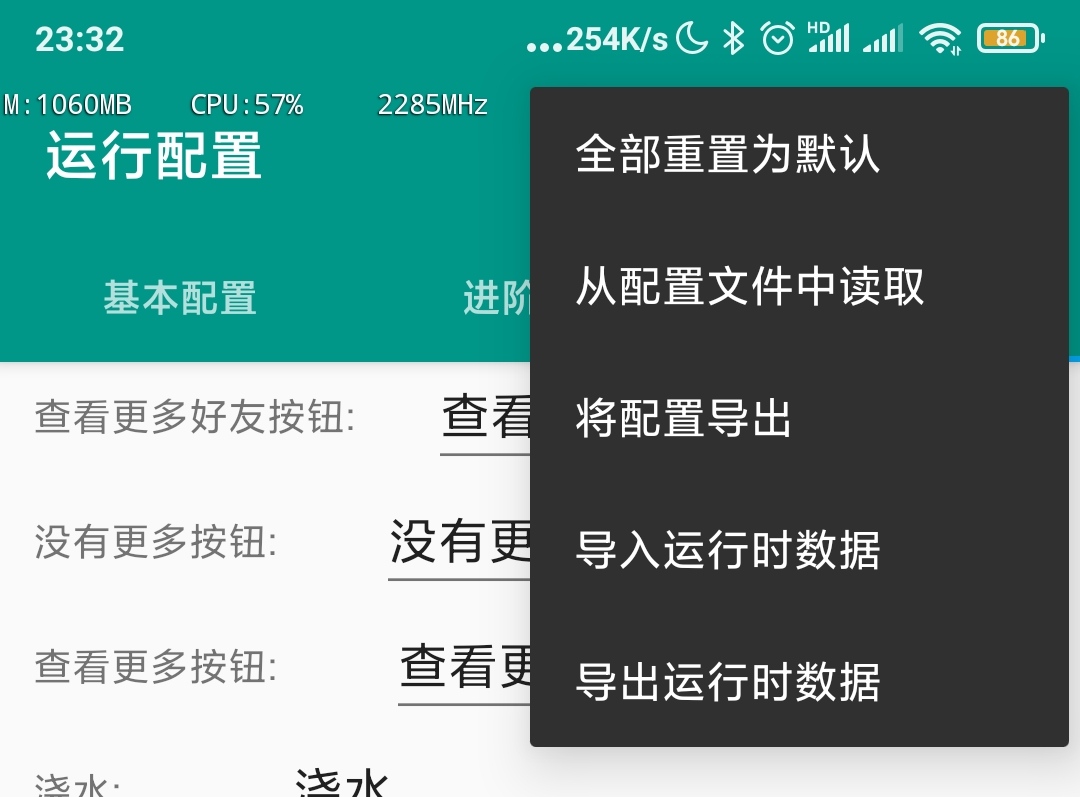 23:32 ...254K/s HD 86
M:1060MB CPU:57% 2285MHz
运行配置
全部重置为默认
基本配置 进阶
从配置文件中读取
查看更多好友按钮: 查看
将配置导出
没有更多按钮: 没有更
导入运行时数据
查看更多按钮: 查看更
导出运行时数据
浇水: 浇水